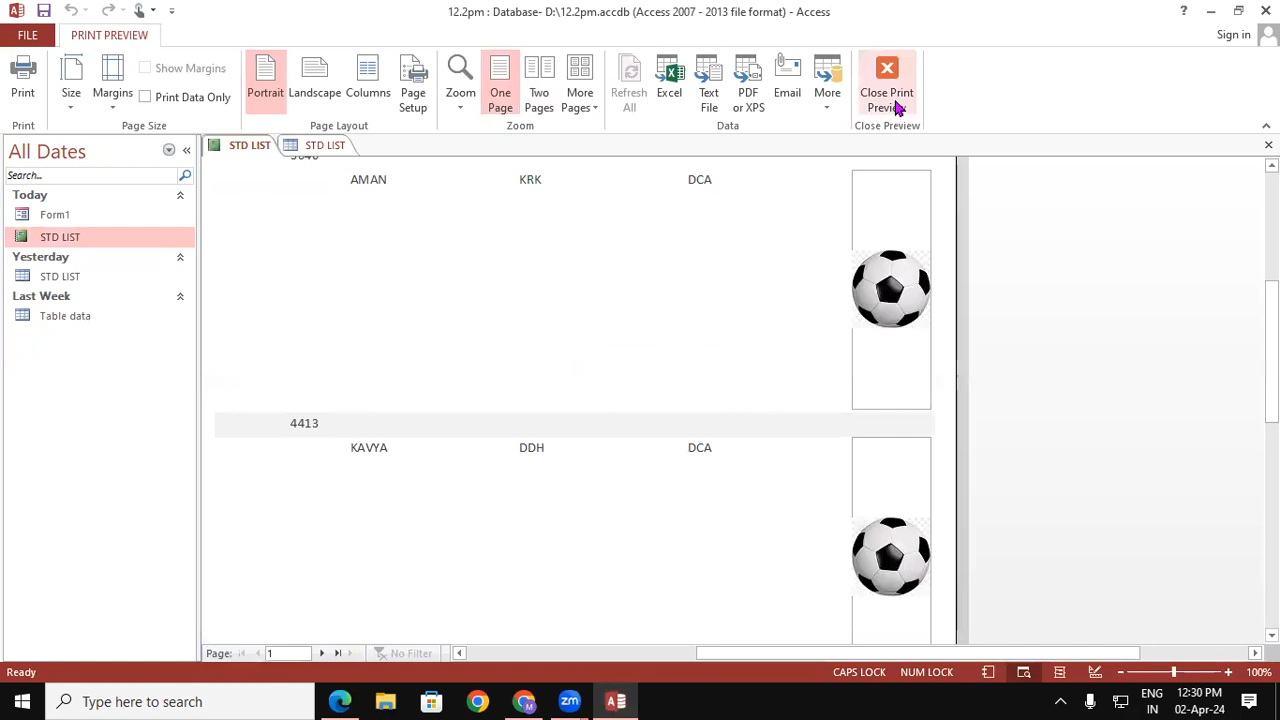 12.2pm : Database- D:\12.2pm.accdb (Access 2007 - 2013 file format) - Access
?
FILE
PRINT PREVIEW
Sign in
Print
Size
Margins
Show Margins
Print Data Only
Portrait
Landscape
Columns
Page Setup
Zoom
One Page
Two Pages
More Pages
Refresh All
Excel
Text File
PDF or XPS
Email
More
Close Print Preview
Print
Page Size
Page Layout
Zoom
Data
Close Preview
All Dates
Search...
Today
Form1
STD LIST
Yesterday
STD LIST
Last Week
Table data
STD LIST
STD LIST
AMAN KRK DCA
4413
KAVYA DDH DCA
Page: 1
No Filter
Ready
CAPS LOCK
NUM LOCK
100%
Type here to search
zm
ENG
IN
12:30 PM
02-Apr-24